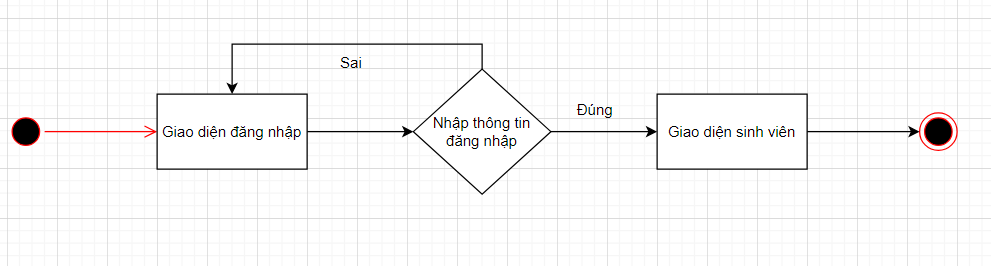 Sai
Giao diện đăng nhập
Nhập thông tin
đăng nhập
Đúng
Giao diện sinh viên